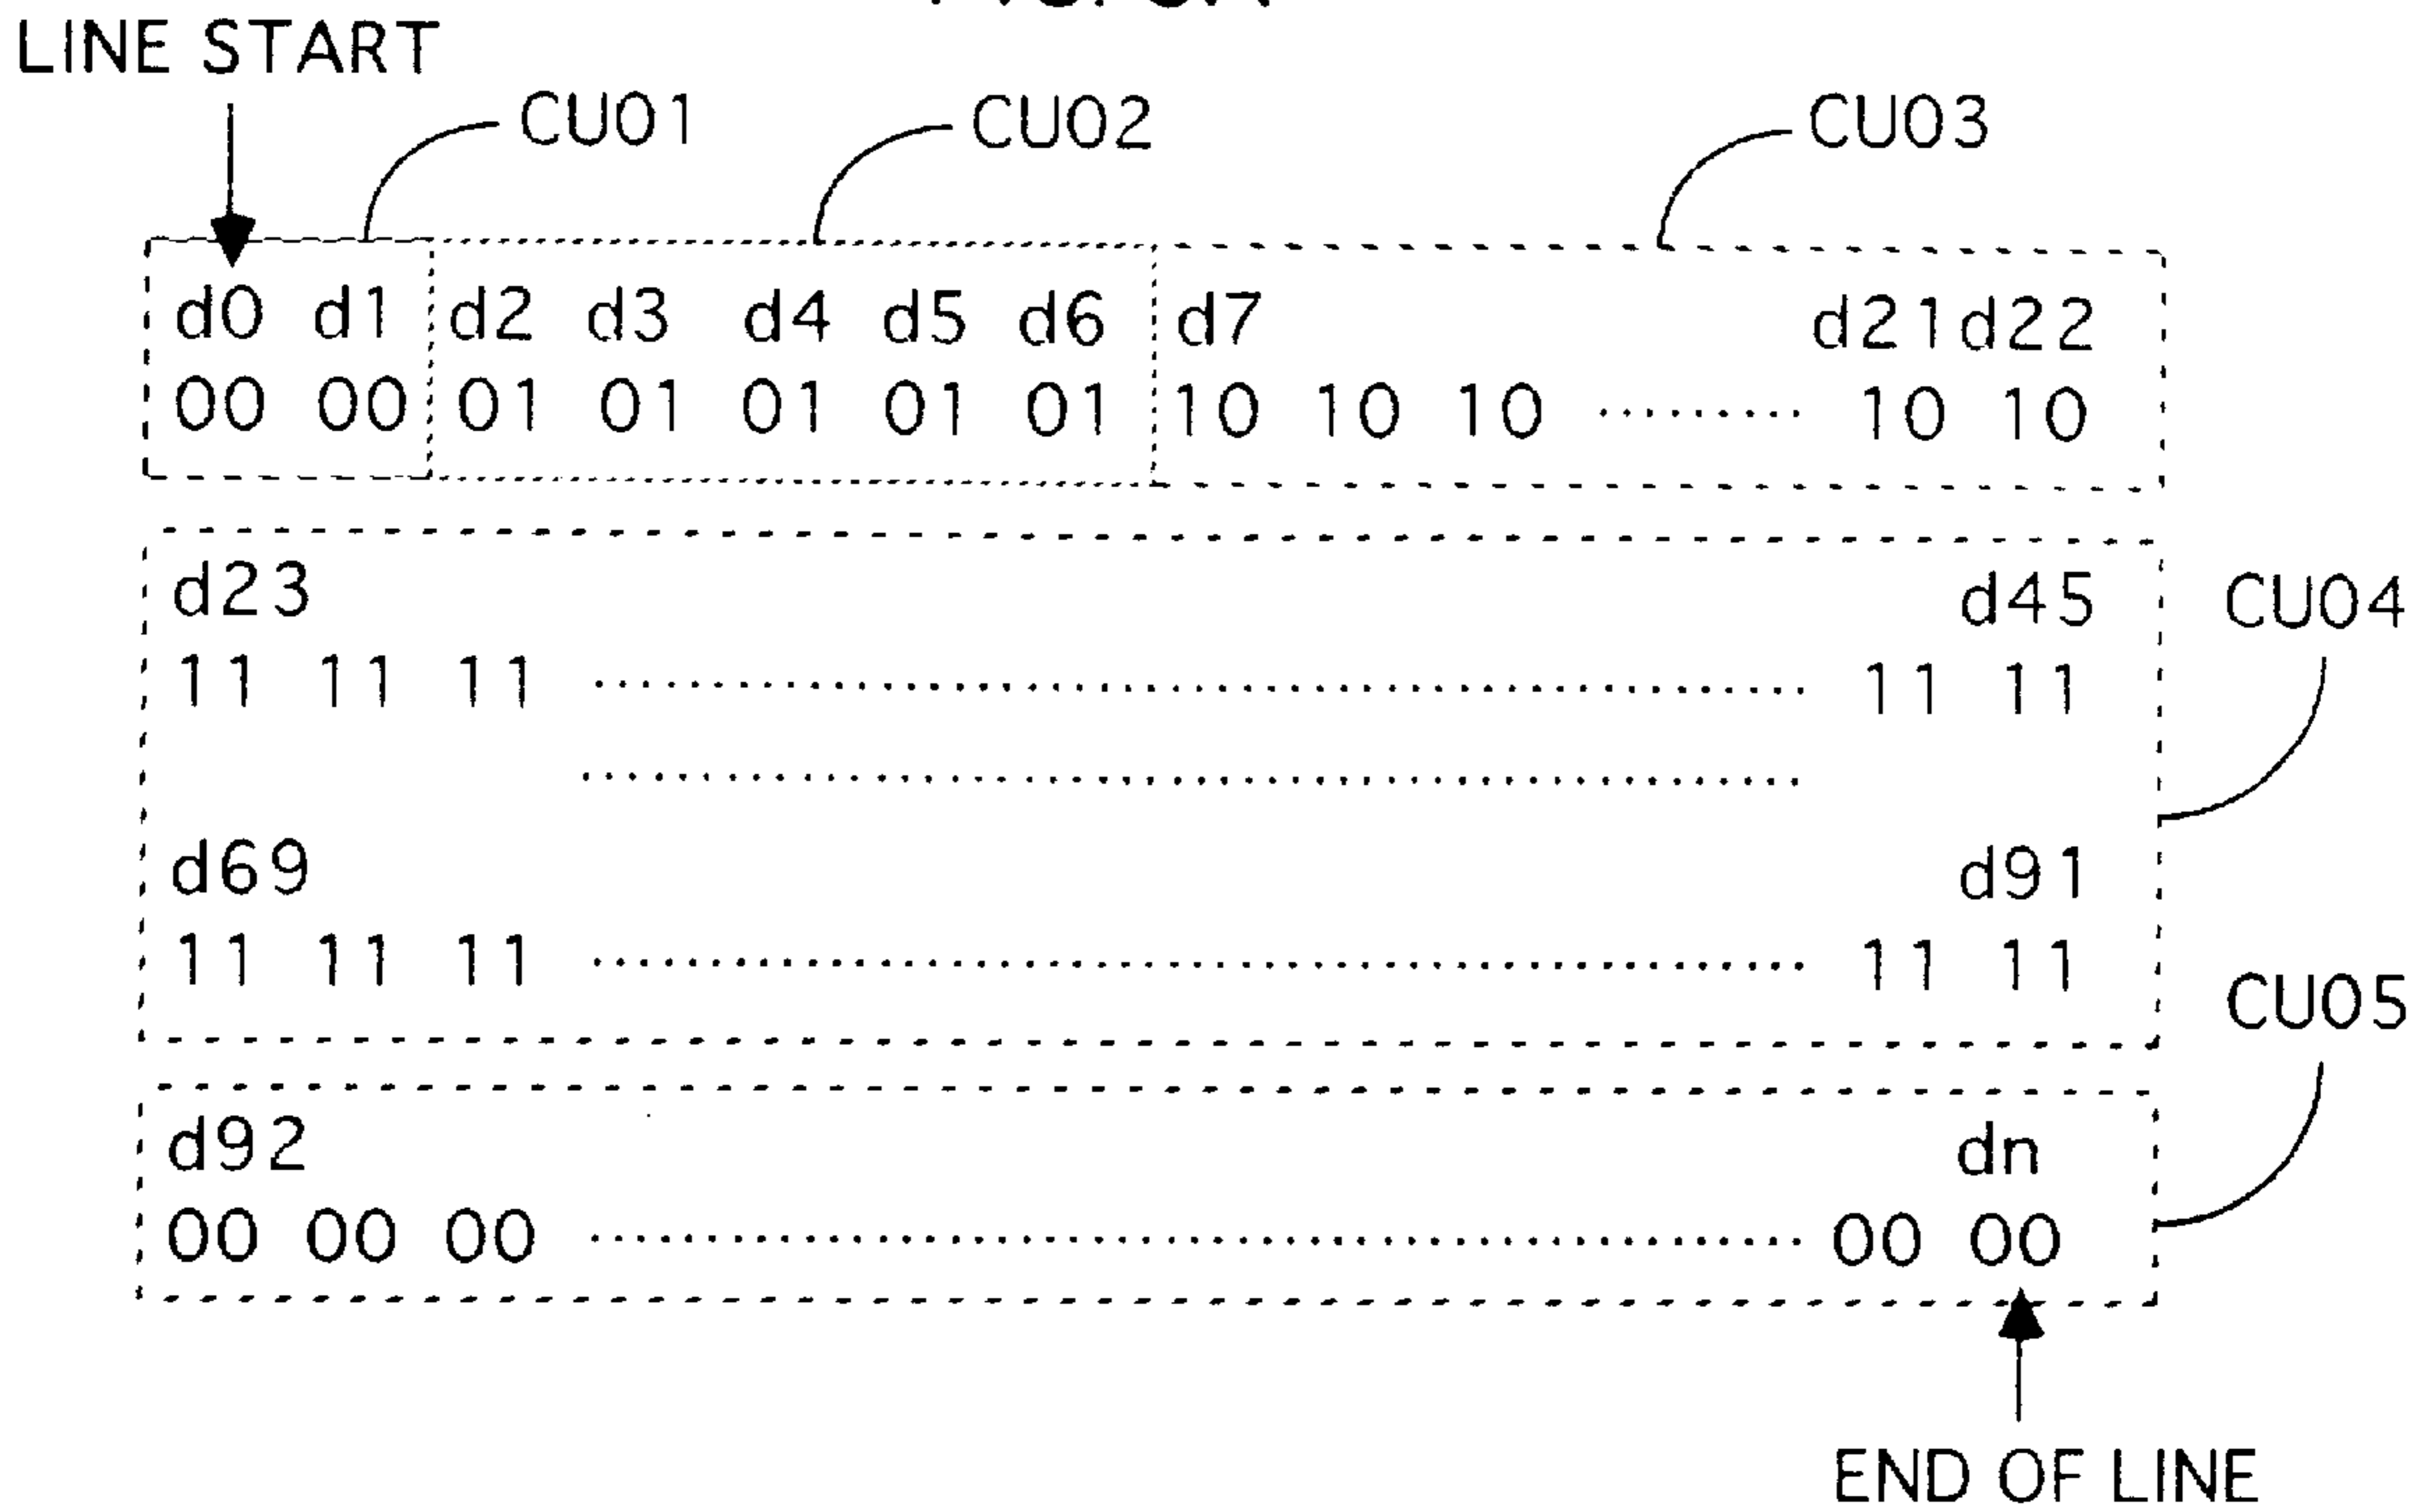 LINE START
CU01 CU02 CU03
d0 d1 d2 d3 d4 d5 d6 d7 d21 d22
00 00 01 01 01 01 01 10 10 10 ········· 10 10
d23 d45
11 11 11 ········· 11 11
CU04
·········
d69 d91
11 11 11 ········· 11 11
CU05
d92 dn
00 00 00 ········· 00 00
END OF LINE